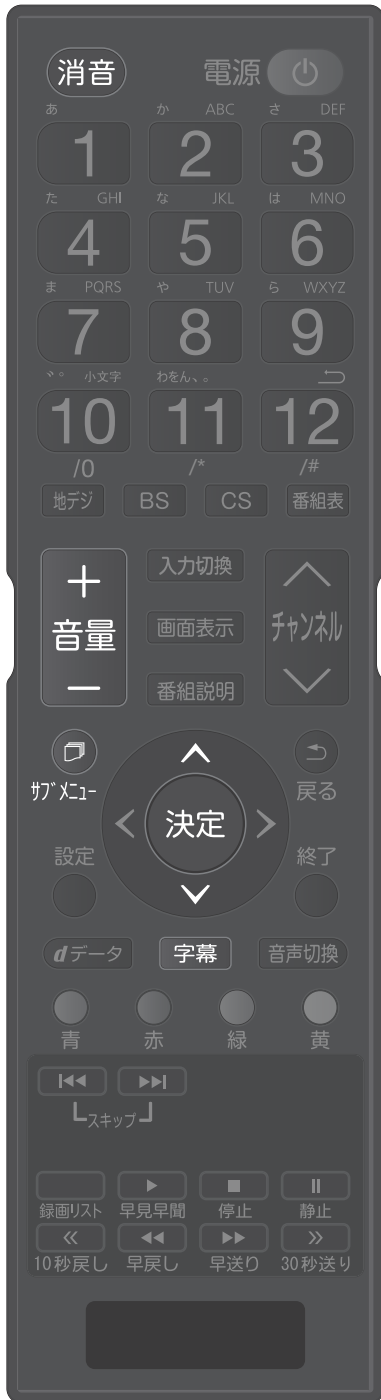 消音 電源
あ か ABC さ DEF
1 2 3
た GHI な JKL は MNO
4 5 6
ま PQRS や TUV ら WXYZ
7 8 9
゛゜ 小文字 わをん、。
10 11 12
/0 /* /#
地デジ BS CS 番組表
+ 入力切換
音量 画面表示 チャンネル
− 番組説明
サブメニュー 戻る
決定
設定 終了
dデータ 字幕 音声切換
青 赤 緑 黄
スキップ
録画リスト 早見早聞 停止 静止
10秒戻し 早戻し 早送り 30秒送り